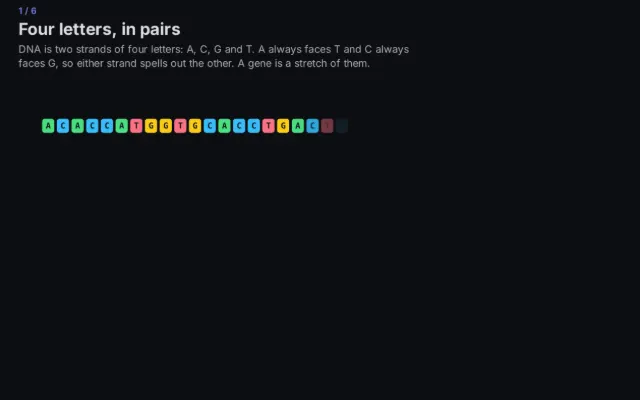 1 / 6
Four letters, in pairs
DNA is two strands of four letters: A, C, G and T. A always faces T and C always
faces G, so either strand spells out the other. A gene is a stretch of them.
A C A C C A T G G T G C A C C T G A C T